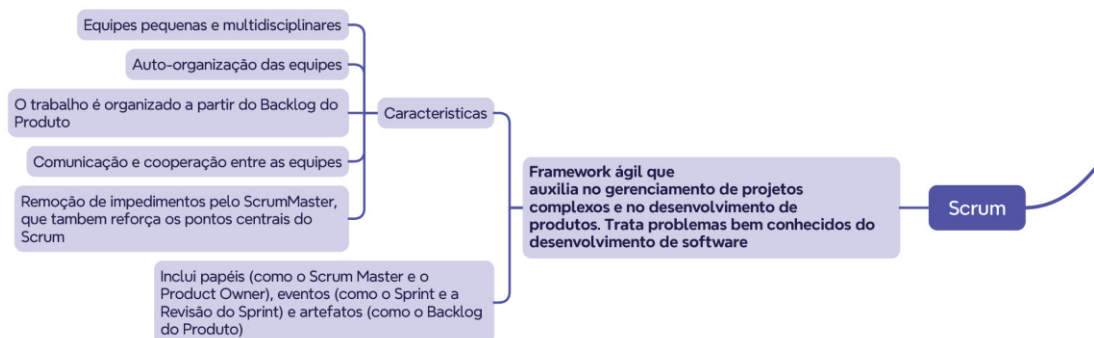 Equipes pequenas e multidisciplinares
Auto-organização das equipes
O trabalho é organizado a partir do Backlog do
Produto
Comunicação e cooperação entre as equipes
Remoção de impedimentos pelo ScrumMaster,
que tambem reforça os pontos centrais do
Scrum
Caracteristicas
Inclui papéis (como o Scrum Master e o
Product Owner), eventos (como o Sprint e a
Revisão do Sprint) e artefatos (como o Backlog
do Produto)
Framework ágil que
auxilia no gerenciamento de projetos
complexos e no desenvolvimento de
produtos. Trata problemas bem conhecidos do
desenvolvimento de software
Scrum